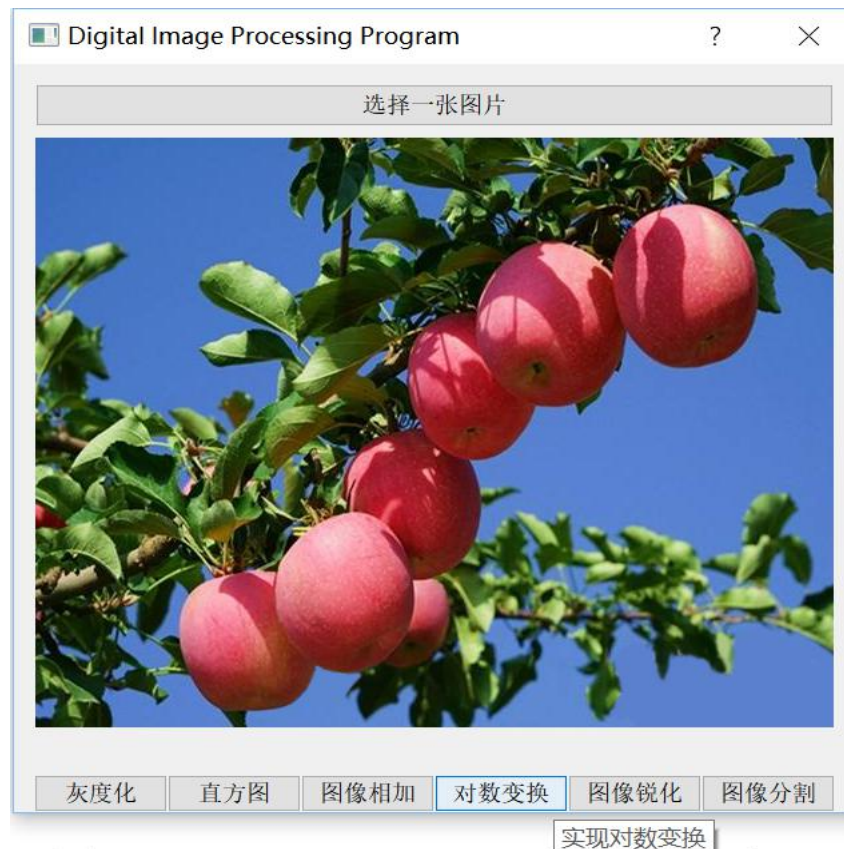 Digital Image Processing Program ?
选择一张图片
灰度化 直方图 图像相加 对数变换 图像锐化 图像分割
实现对数变换